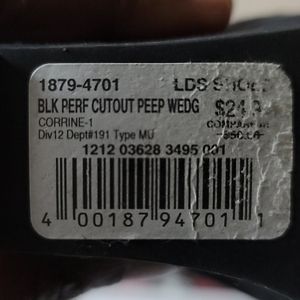 1879-4701 LDS SHOES
BLK PERF CUTOUT PEEP WEDG
CORRINE-1
Div12 Dept#191 Type MU
1212 03628 3495 001
4 00187 94701 1